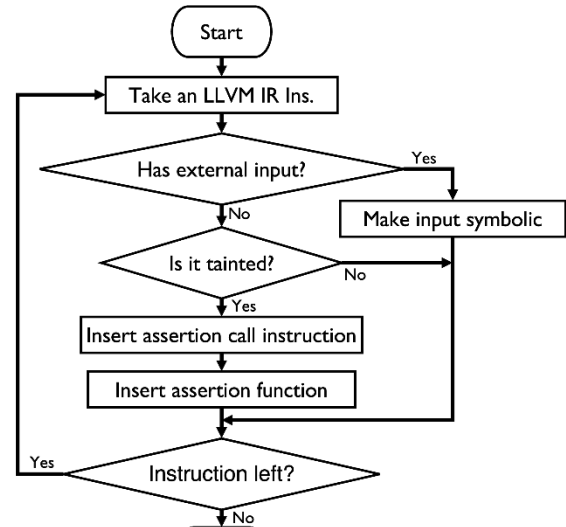 Start
Take an LLVM IR Ins.
Has external input?
Yes
No
Make input symbolic
Is it tainted?
No
Yes
Insert assertion call instruction
Insert assertion function
Yes
Instruction left?
No